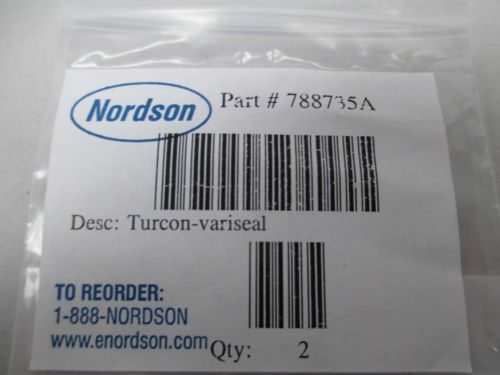 Nordson
Part # 788735A
Desc: Turcon-variseal
TO REORDER:
1-888-NORDSON
www.enordson.com
Qty: 2